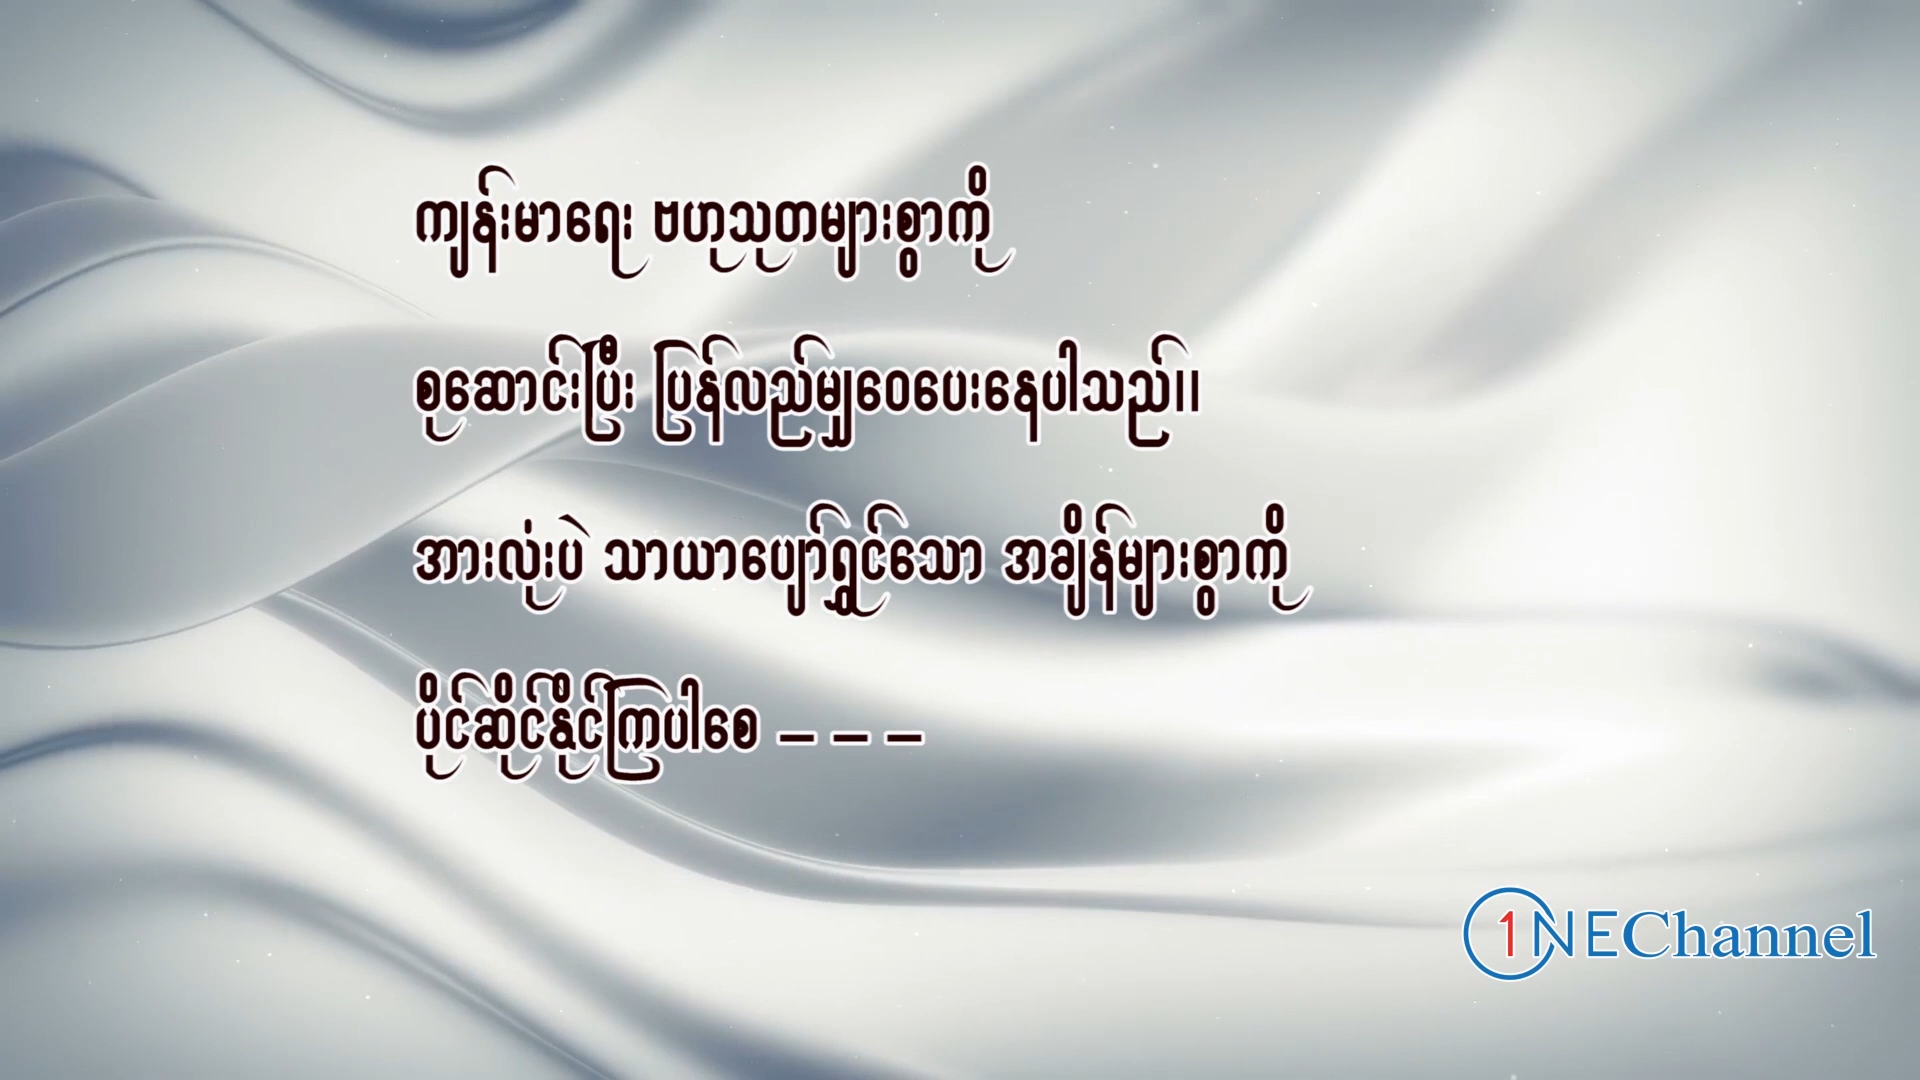 ကျန်းမာရေး ဗဟုသုတများစွာကို
စုဆောင်းပြီး ပြန်လည်မျှဝေပေးနေပါသည်။
အားလုံးပဲ သာယာပျော်ရွှင်သော အချိန်များစွာကို
ပိုင်ဆိုင်နိုင်ကြပါစေ – – –
1NEChannel